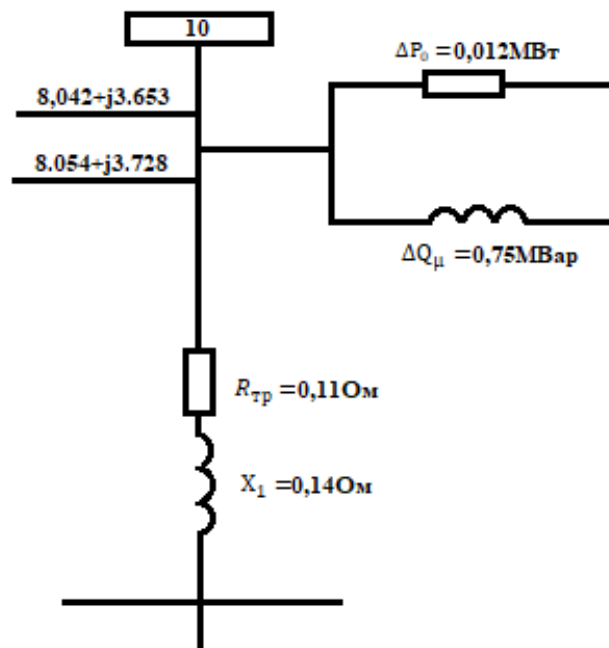 10
ΔP₀ =0,012МВт
8,042+j3.653
8.054+j3.728
ΔQμ =0,75МВар
Rтр =0,11Ом
X₁ =0,14Ом